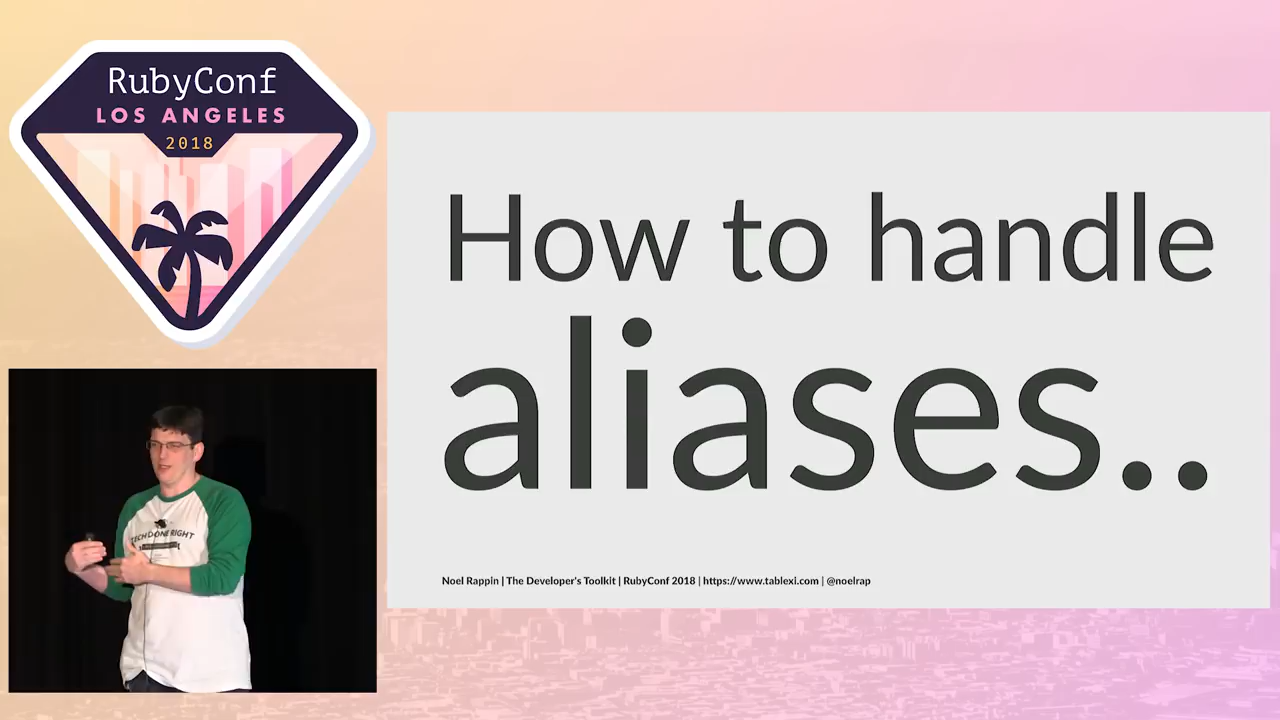 RubyConf
LOS ANGELES
2018
How to handle
aliases..
Noel Rappin | The Developer's Toolkit | RubyConf 2018 | https://www.tablexi.com | @noelrap
TECH DONE RIGHT